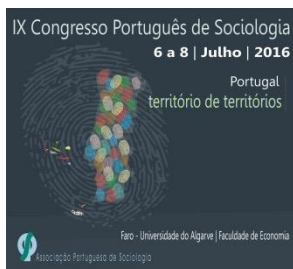 IX Congresso Português de Sociologia
6 a 8 | Julho | 2016
Portugal
território de territórios
Faro - Universidade do Algarve | Faculdade de Economia
Associação Portuguesa de Sociologia